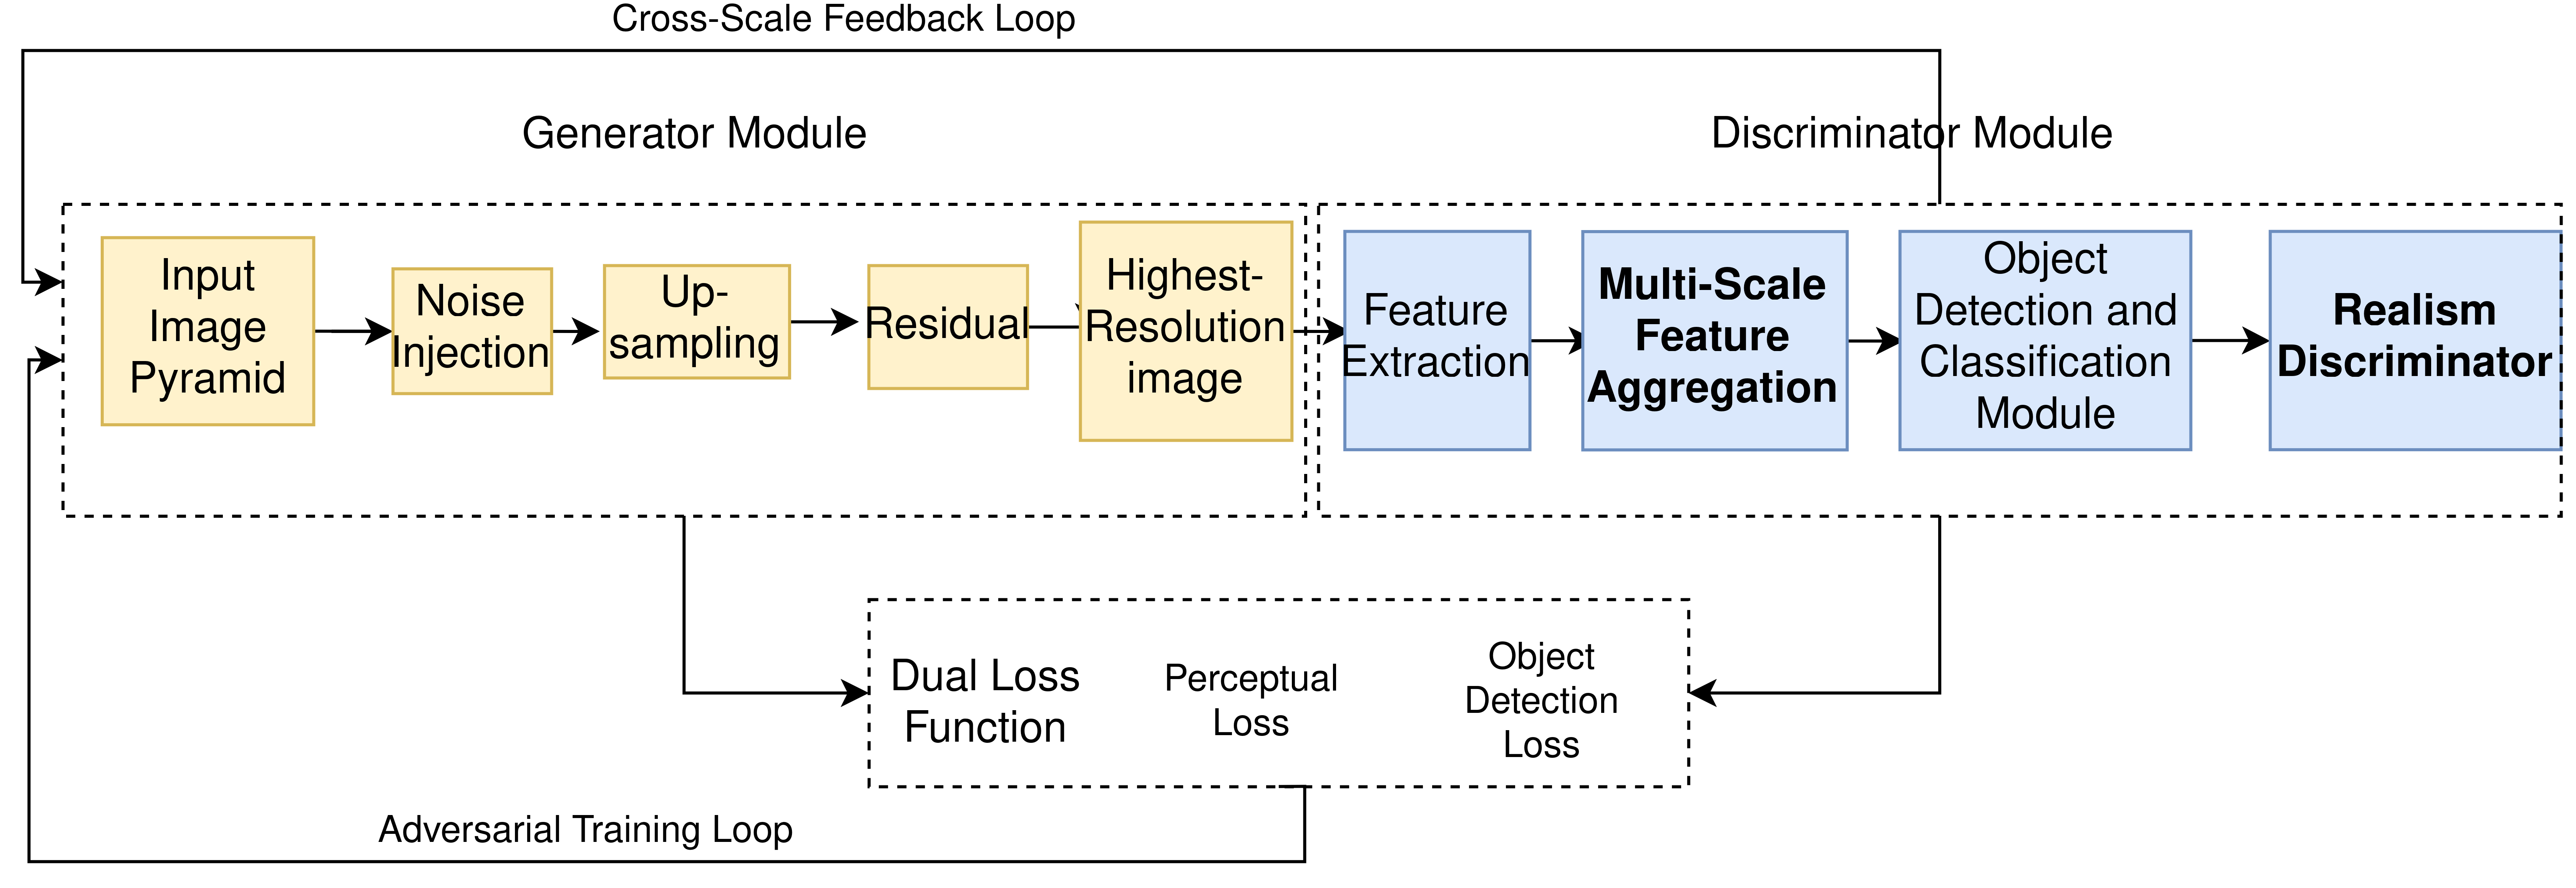 Cross-Scale Feedback Loop
Generator Module
Discriminator Module
Input
Image
Pyramid
Noise
Injection
Up-
sampling
Residual
Highest-
Resolution
image
Feature
Extraction
Multi-Scale
Feature
Aggregation
Object
Detection and
Classification
Module
Realism
Discriminator
Dual Loss
Function
Perceptual
Loss
Object
Detection
Loss
Adversarial Training Loop